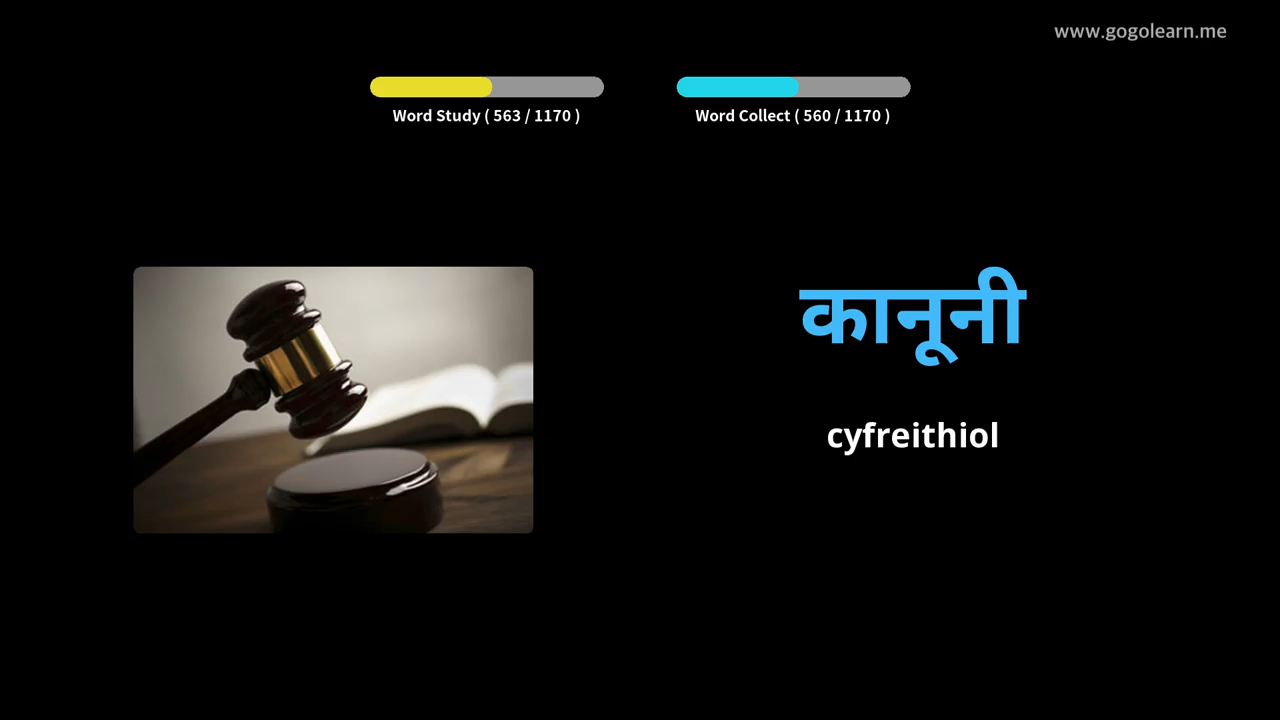 www.gogolearn.me
Word Study ( 563 / 1170 )
Word Collect ( 560 / 1170 )
कानूनी
cyfreithiol